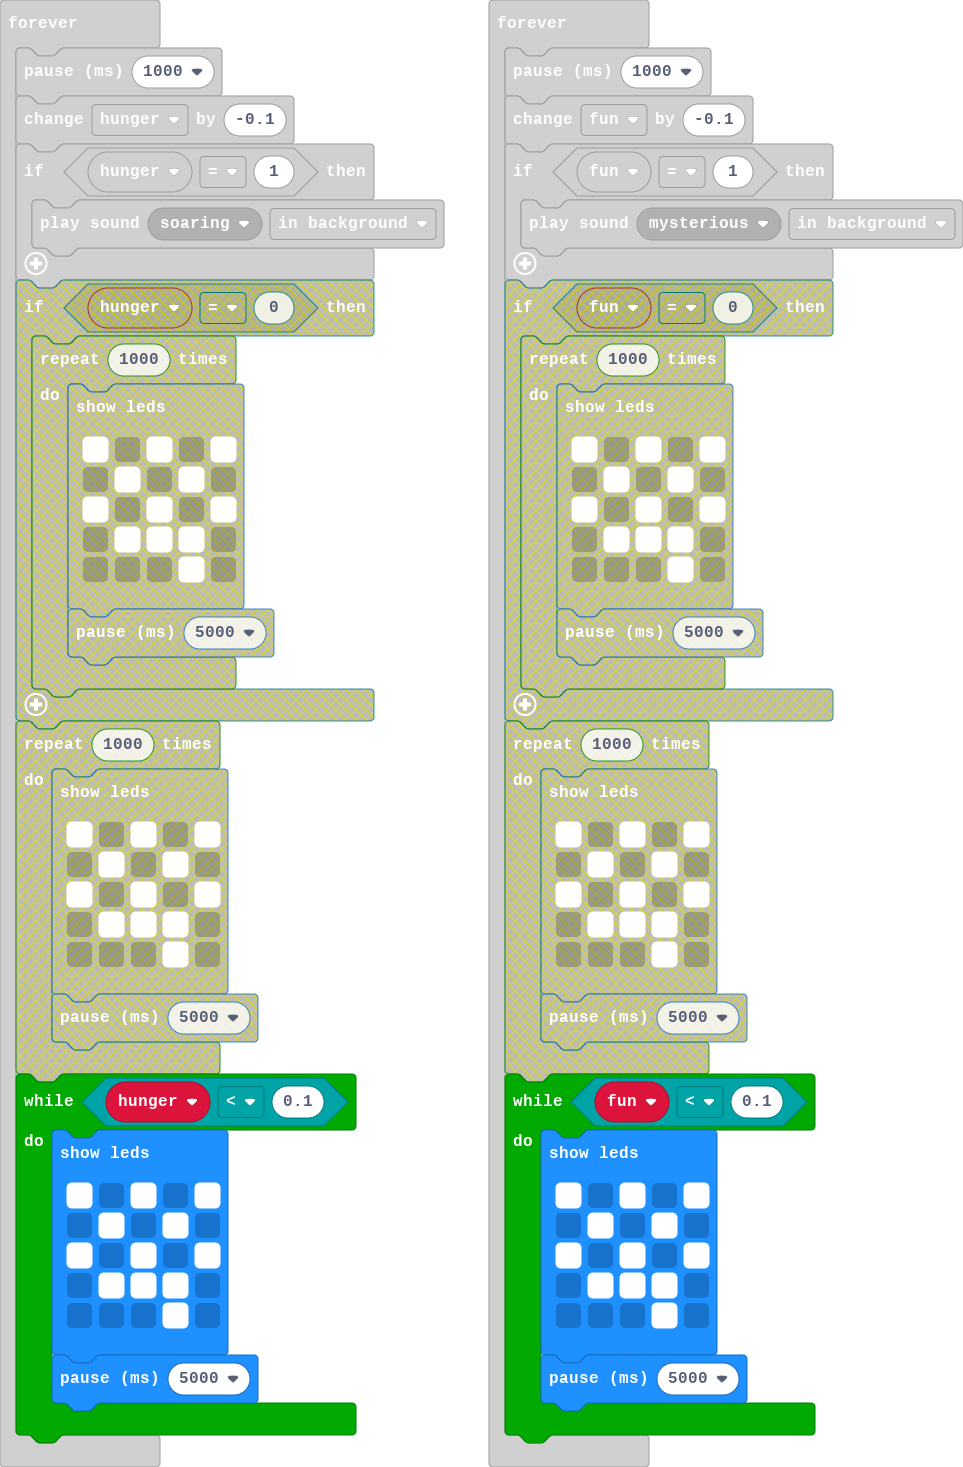 forever
pause (ms) 1000
change hunger by -0.1
if hunger = 1 then
play sound soaring in background
if hunger = 0 then
repeat 1000 times
do
show leds
pause (ms) 5000
repeat 1000 times
do
show leds
pause (ms) 5000
while hunger < 0.1
do
show leds
pause (ms) 5000
forever
pause (ms) 1000
change fun by -0.1
if fun = 1 then
play sound mysterious in background
if fun = 0 then
repeat 1000 times
do
show leds
pause (ms) 5000
repeat 1000 times
do
show leds
pause (ms) 5000
while fun < 0.1
do
show leds
pause (ms) 5000